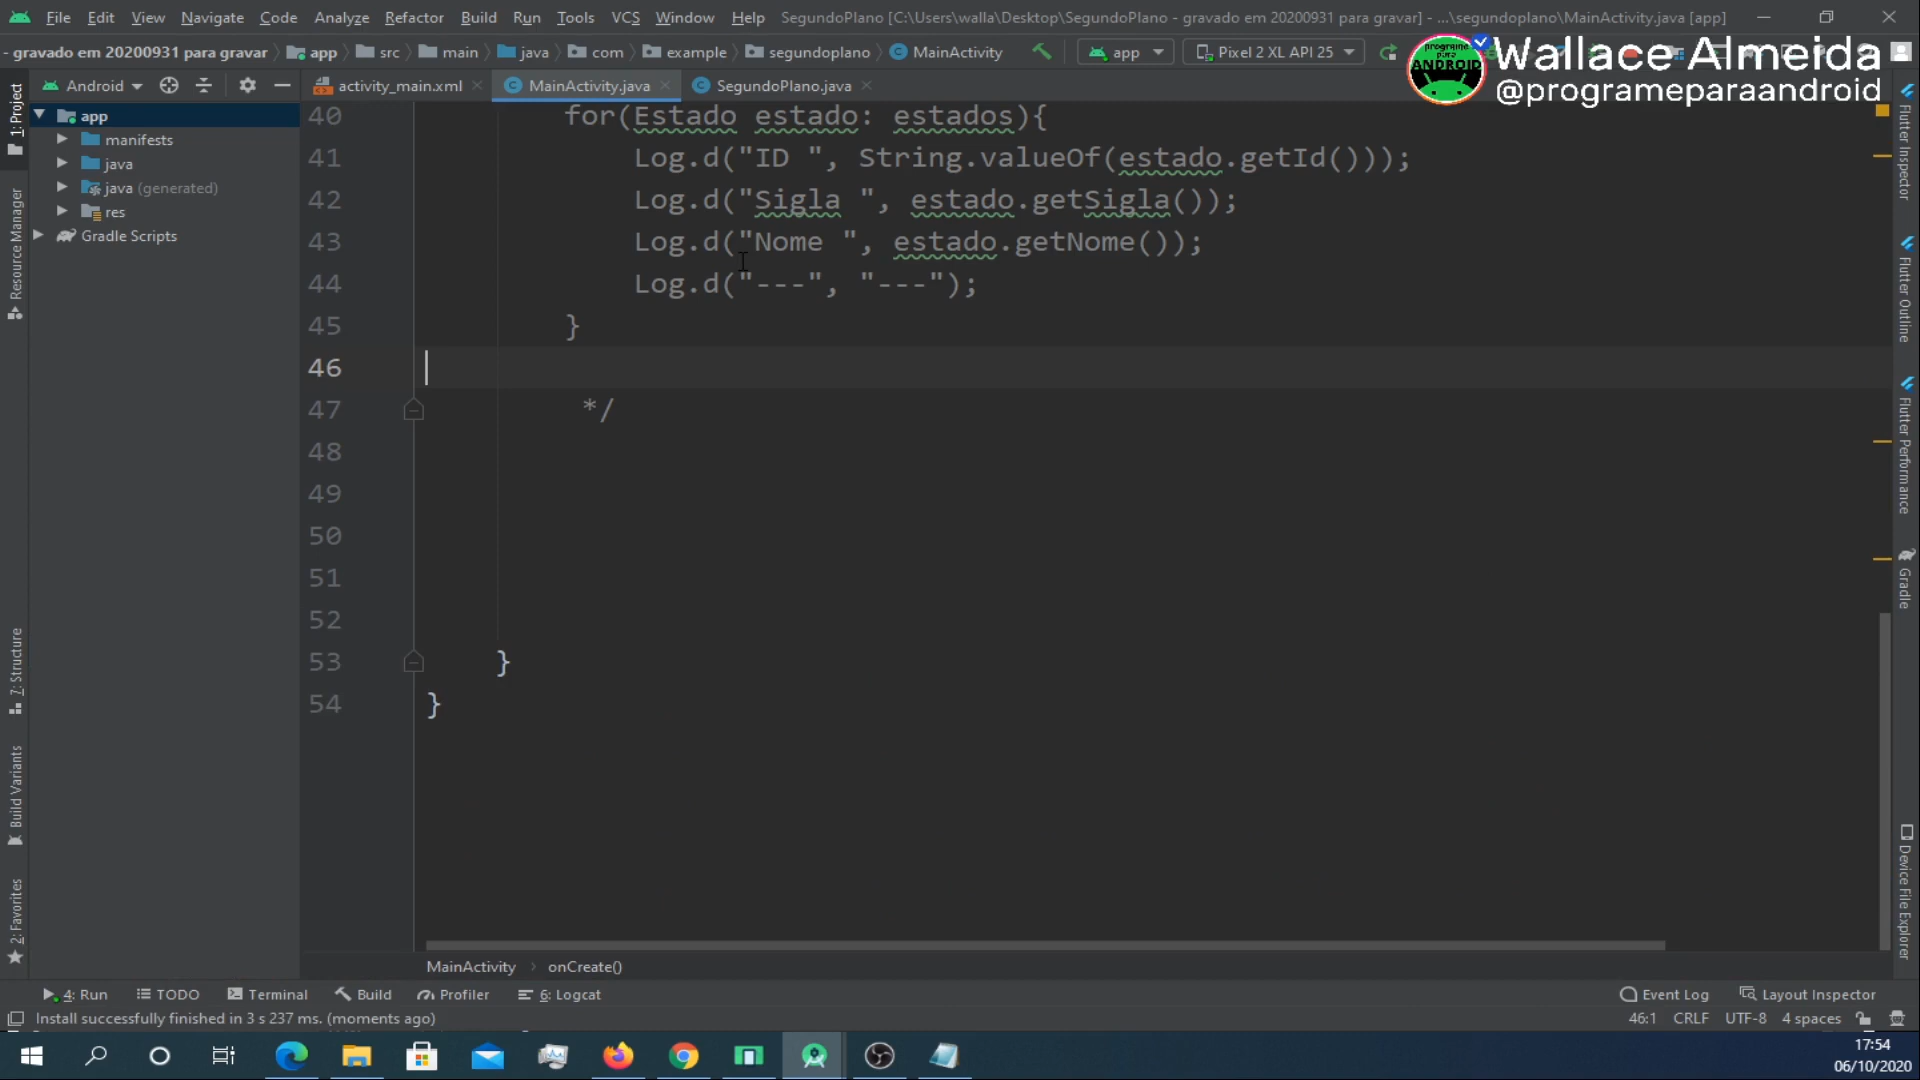 File Edit View Navigate Code Analyze Refactor Build Run Tools VCS Window Help SegundoPlano [C:\Users\walla\Desktop\SegundoPlano - gravado em 20200931 para gravar] - ...\segundoplano\MainActivity.java [app]
- gravado em 20200931 para gravar app src main java com example segundoplano MainActivity app Pixel 2 XL API 25
programe para ANDROID
Wallace Almeida
@programeparaandroid
Android activity_main.xml MainActivity.java SegundoPlano.java
app
manifests
java
java (generated)
res
Gradle Scripts
1: Project
Resource Manager
7: Structure
Build Variants
2: Favorites
40 for(Estado estado: estados){
41 Log.d("ID ", String.valueOf(estado.getId()));
42 Log.d("Sigla ", estado.getSigla());
43 Log.d("Nome ", estado.getNome());
44 Log.d("---", "---");
45 }
46
47 */
48
49
50
51
52
53 }
54 }
Flutter Inspector
Flutter Outline
Flutter Performance
Gradle
Device File Explorer
MainActivity onCreate()
4: Run TODO Terminal Build Profiler 6: Logcat Event Log Layout Inspector
Install successfully finished in 3 s 237 ms. (moments ago) 46:1 CRLF UTF-8 4 spaces
17:54
06/10/2020